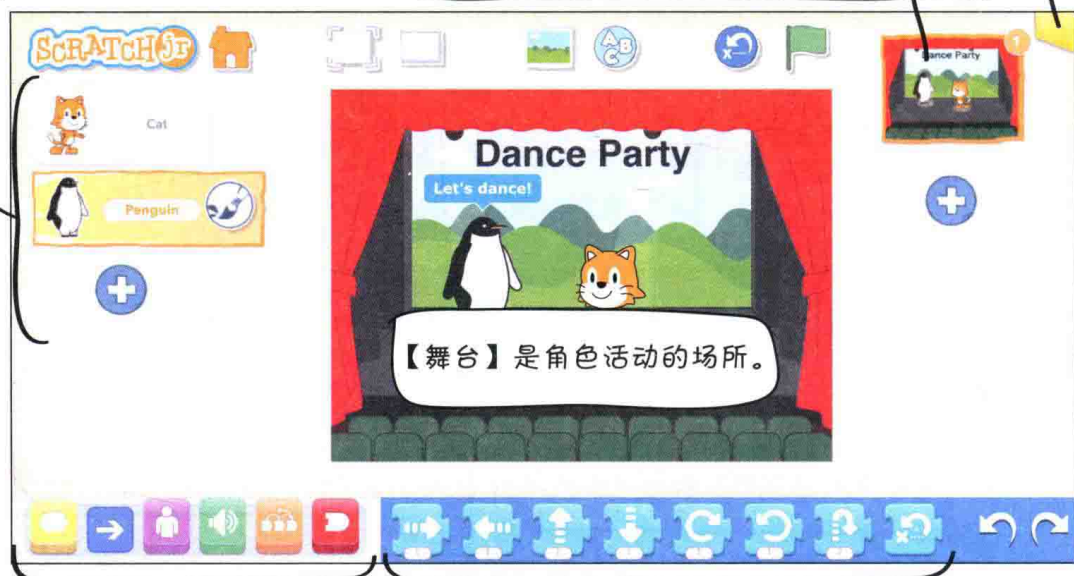 SCRATCH Jr
A B C
x
1
Dance Party
Cat
Dance Party
Let's dance!
Penguin
【舞台】是角色活动的场所。
x